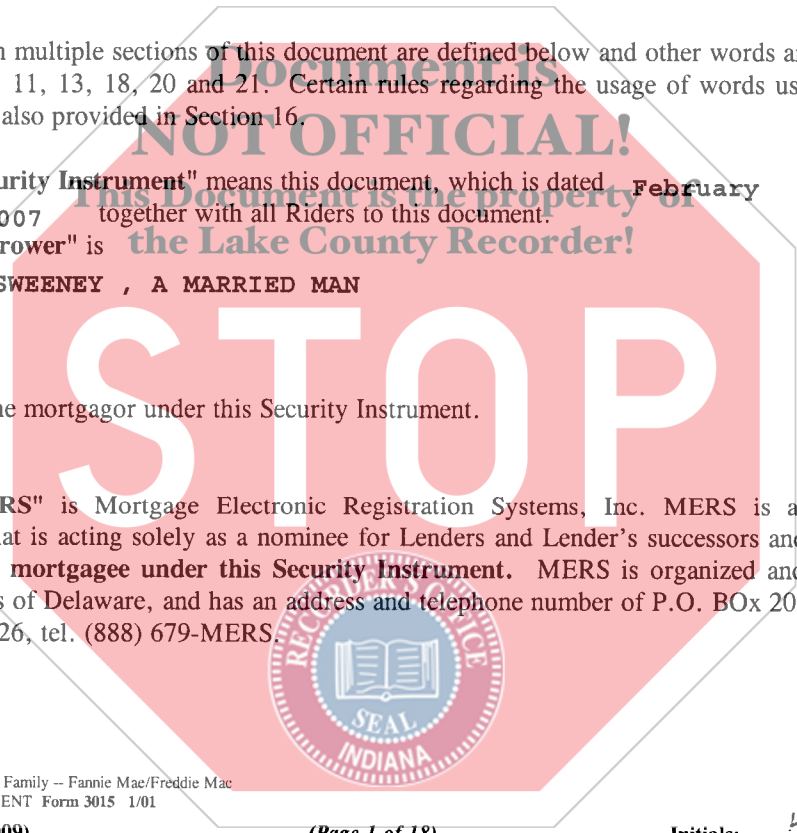 multiple sections of this document are defined below and other words
Document is
11, 13, 18, 20 and 21. Certain rules regarding the usage of words
also provided in Section 16.
NOT OFFICIAL!
Instrument" means this document, which is dated February
This Document is the property of
together with all Riders to this document.
the Lake County Recorder!
rower" is
SWEENEY , A MARRIED MAN
STOP
mortgagor under this Security Instrument.
RS" is Mortgage Electronic Registration Systems, Inc. MERS is a
is acting solely as a nominee for Lenders and Lender's successors and
mortgagee under this Security Instrument. MERS is organized and
of Delaware, and has an address and telephone number of P.O. BOx 20
26, tel. (888) 679-MERS.
RECORDER'S OFFICE
SEAL
INDIANA
Family -- Fannie Mae/Freddie Mac
ENT Form 3015 1/01
(Page 1 of 18)
Initials: